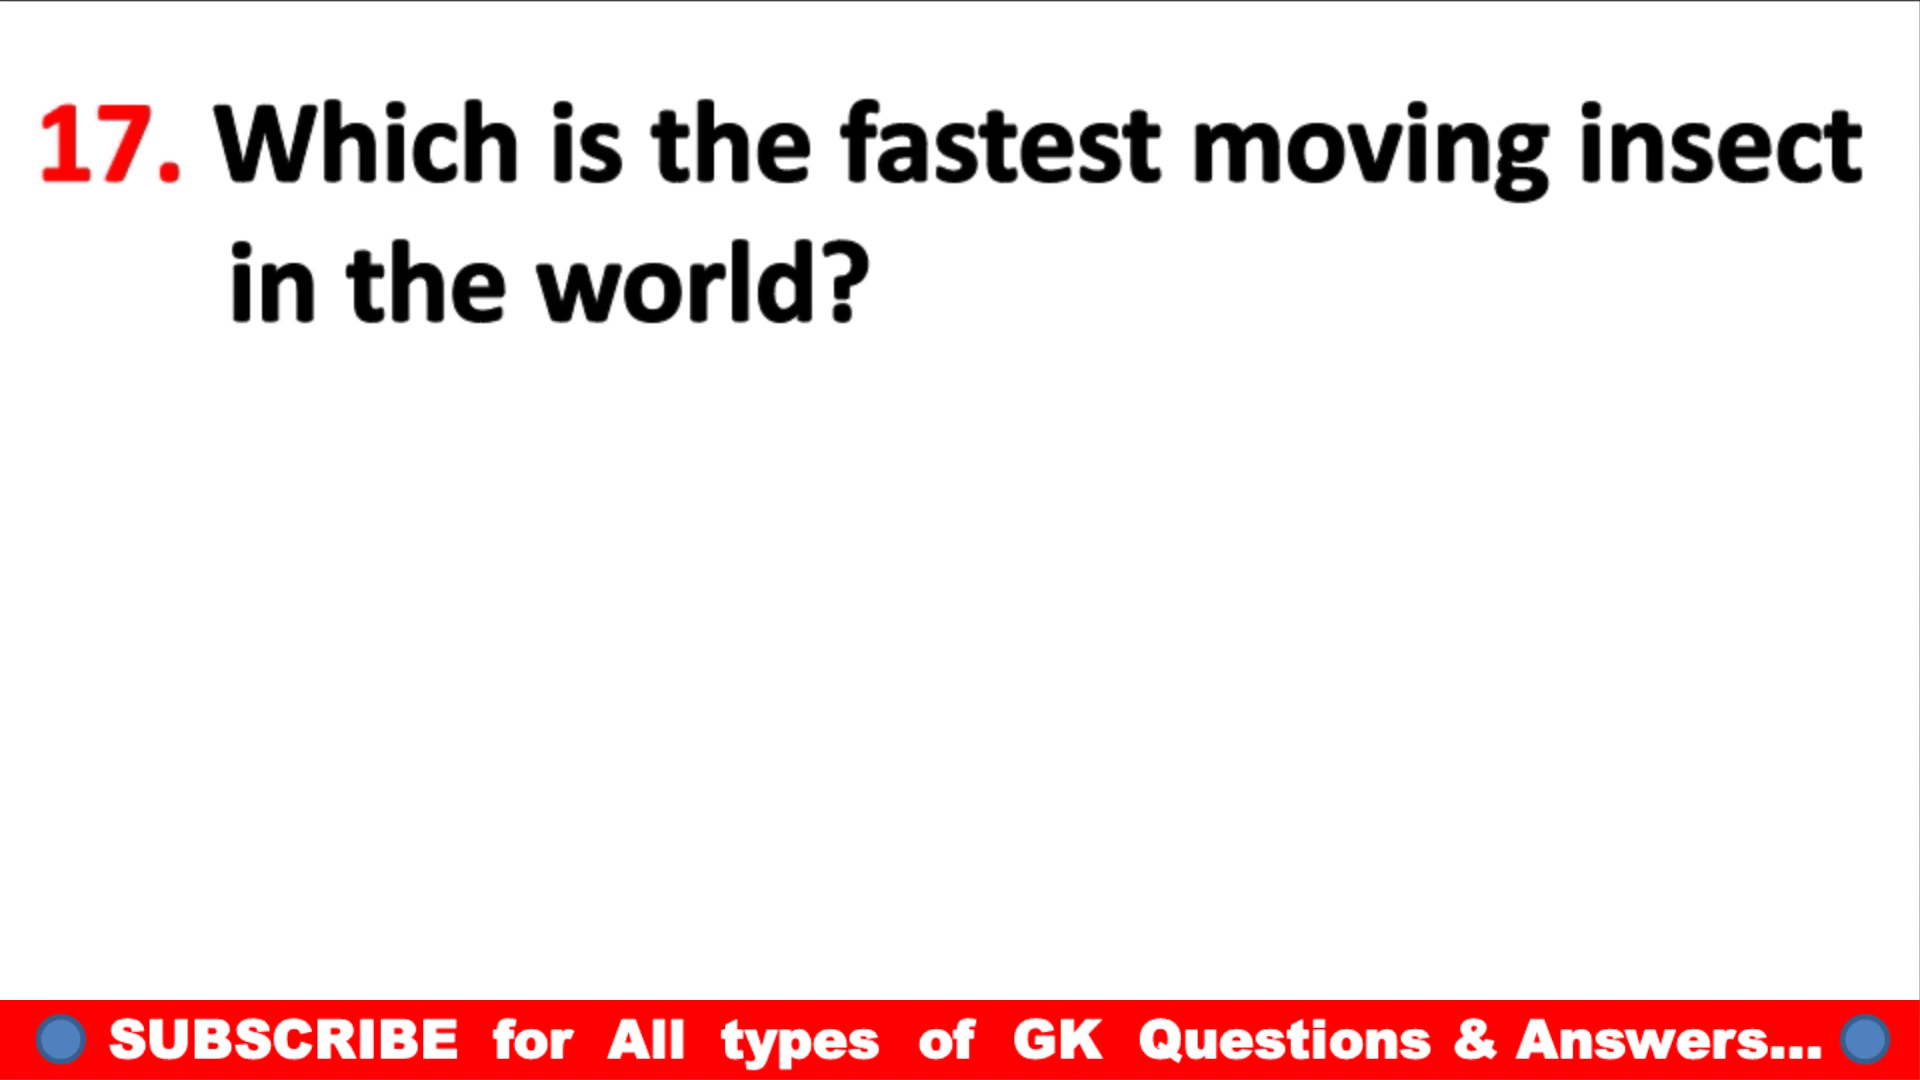 17. Which is the fastest moving insect
in the world?
SUBSCRIBE for All types of GK Questions & Answers...